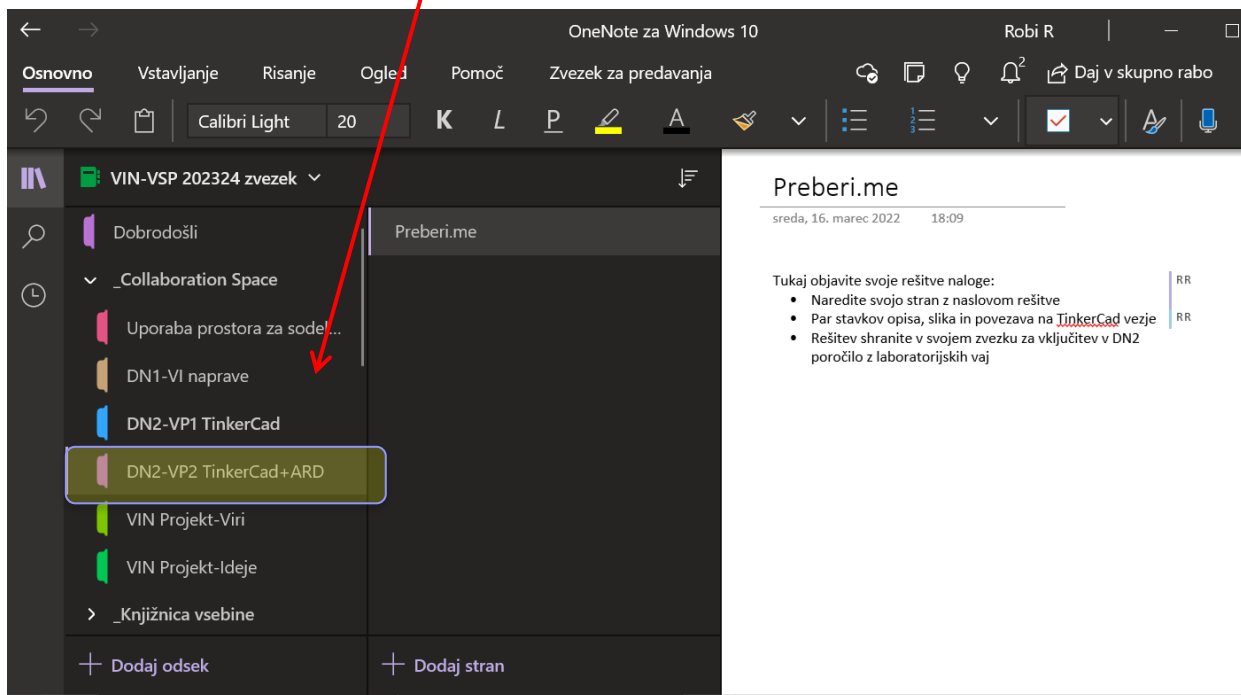 OneNote za Windows 10
Robi R
Osnovno Vstavljanje Risanje Ogled Pomoč Zvezek za predavanja
2
Daj v skupno rabo
Calibri Light 20 K L P A
VIN-VSP 202324 zvezek
Dobrodošli
_Collaboration Space
Uporaba prostora za sodel...
DN1-VI naprave
DN2-VP1 TinkerCad
DN2-VP2 TinkerCad+ARD
VIN Projekt-Viri
VIN Projekt-Ideje
_Knjižnica vsebine
Dodaj odsek
Preberi.me
Dodaj stran
Preberi.me
sreda, 16. marec 2022 18:09
Tukaj objavite svoje rešitve naloge:
• Naredite svojo stran z naslovom rešitve
• Par stavkov opisa, slika in povezava na TinkerCad vezje
• Rešitev shranite v svojem zvezku za vključitev v DN2
poročilo z laboratorijskih vaj
RR
RR